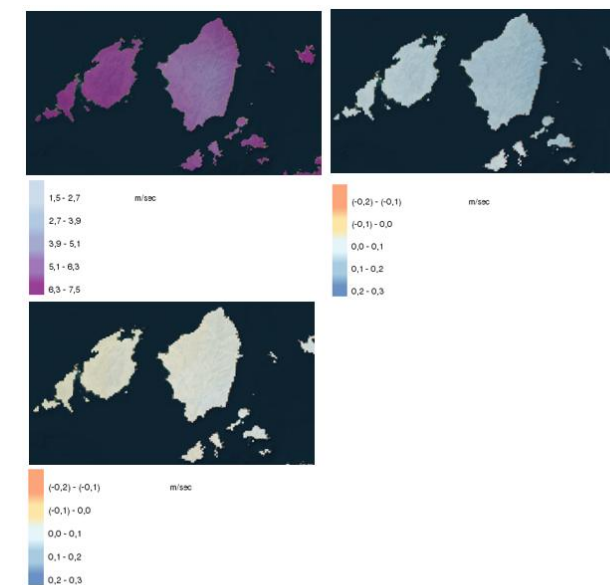 1,5 - 2,7 m/sec
2,7 - 3,9
3,9 - 5,1
5,1 - 6,3
6,3 - 7,5
(-0,2) - (-0,1) m/sec
(-0,1) - 0,0
0,0 - 0,1
0,1 - 0,2
0,2 - 0,3
(-0,2) - (-0,1) m/sec
(-0,1) - 0,0
0,0 - 0,1
0,1 - 0,2
0,2 - 0,3